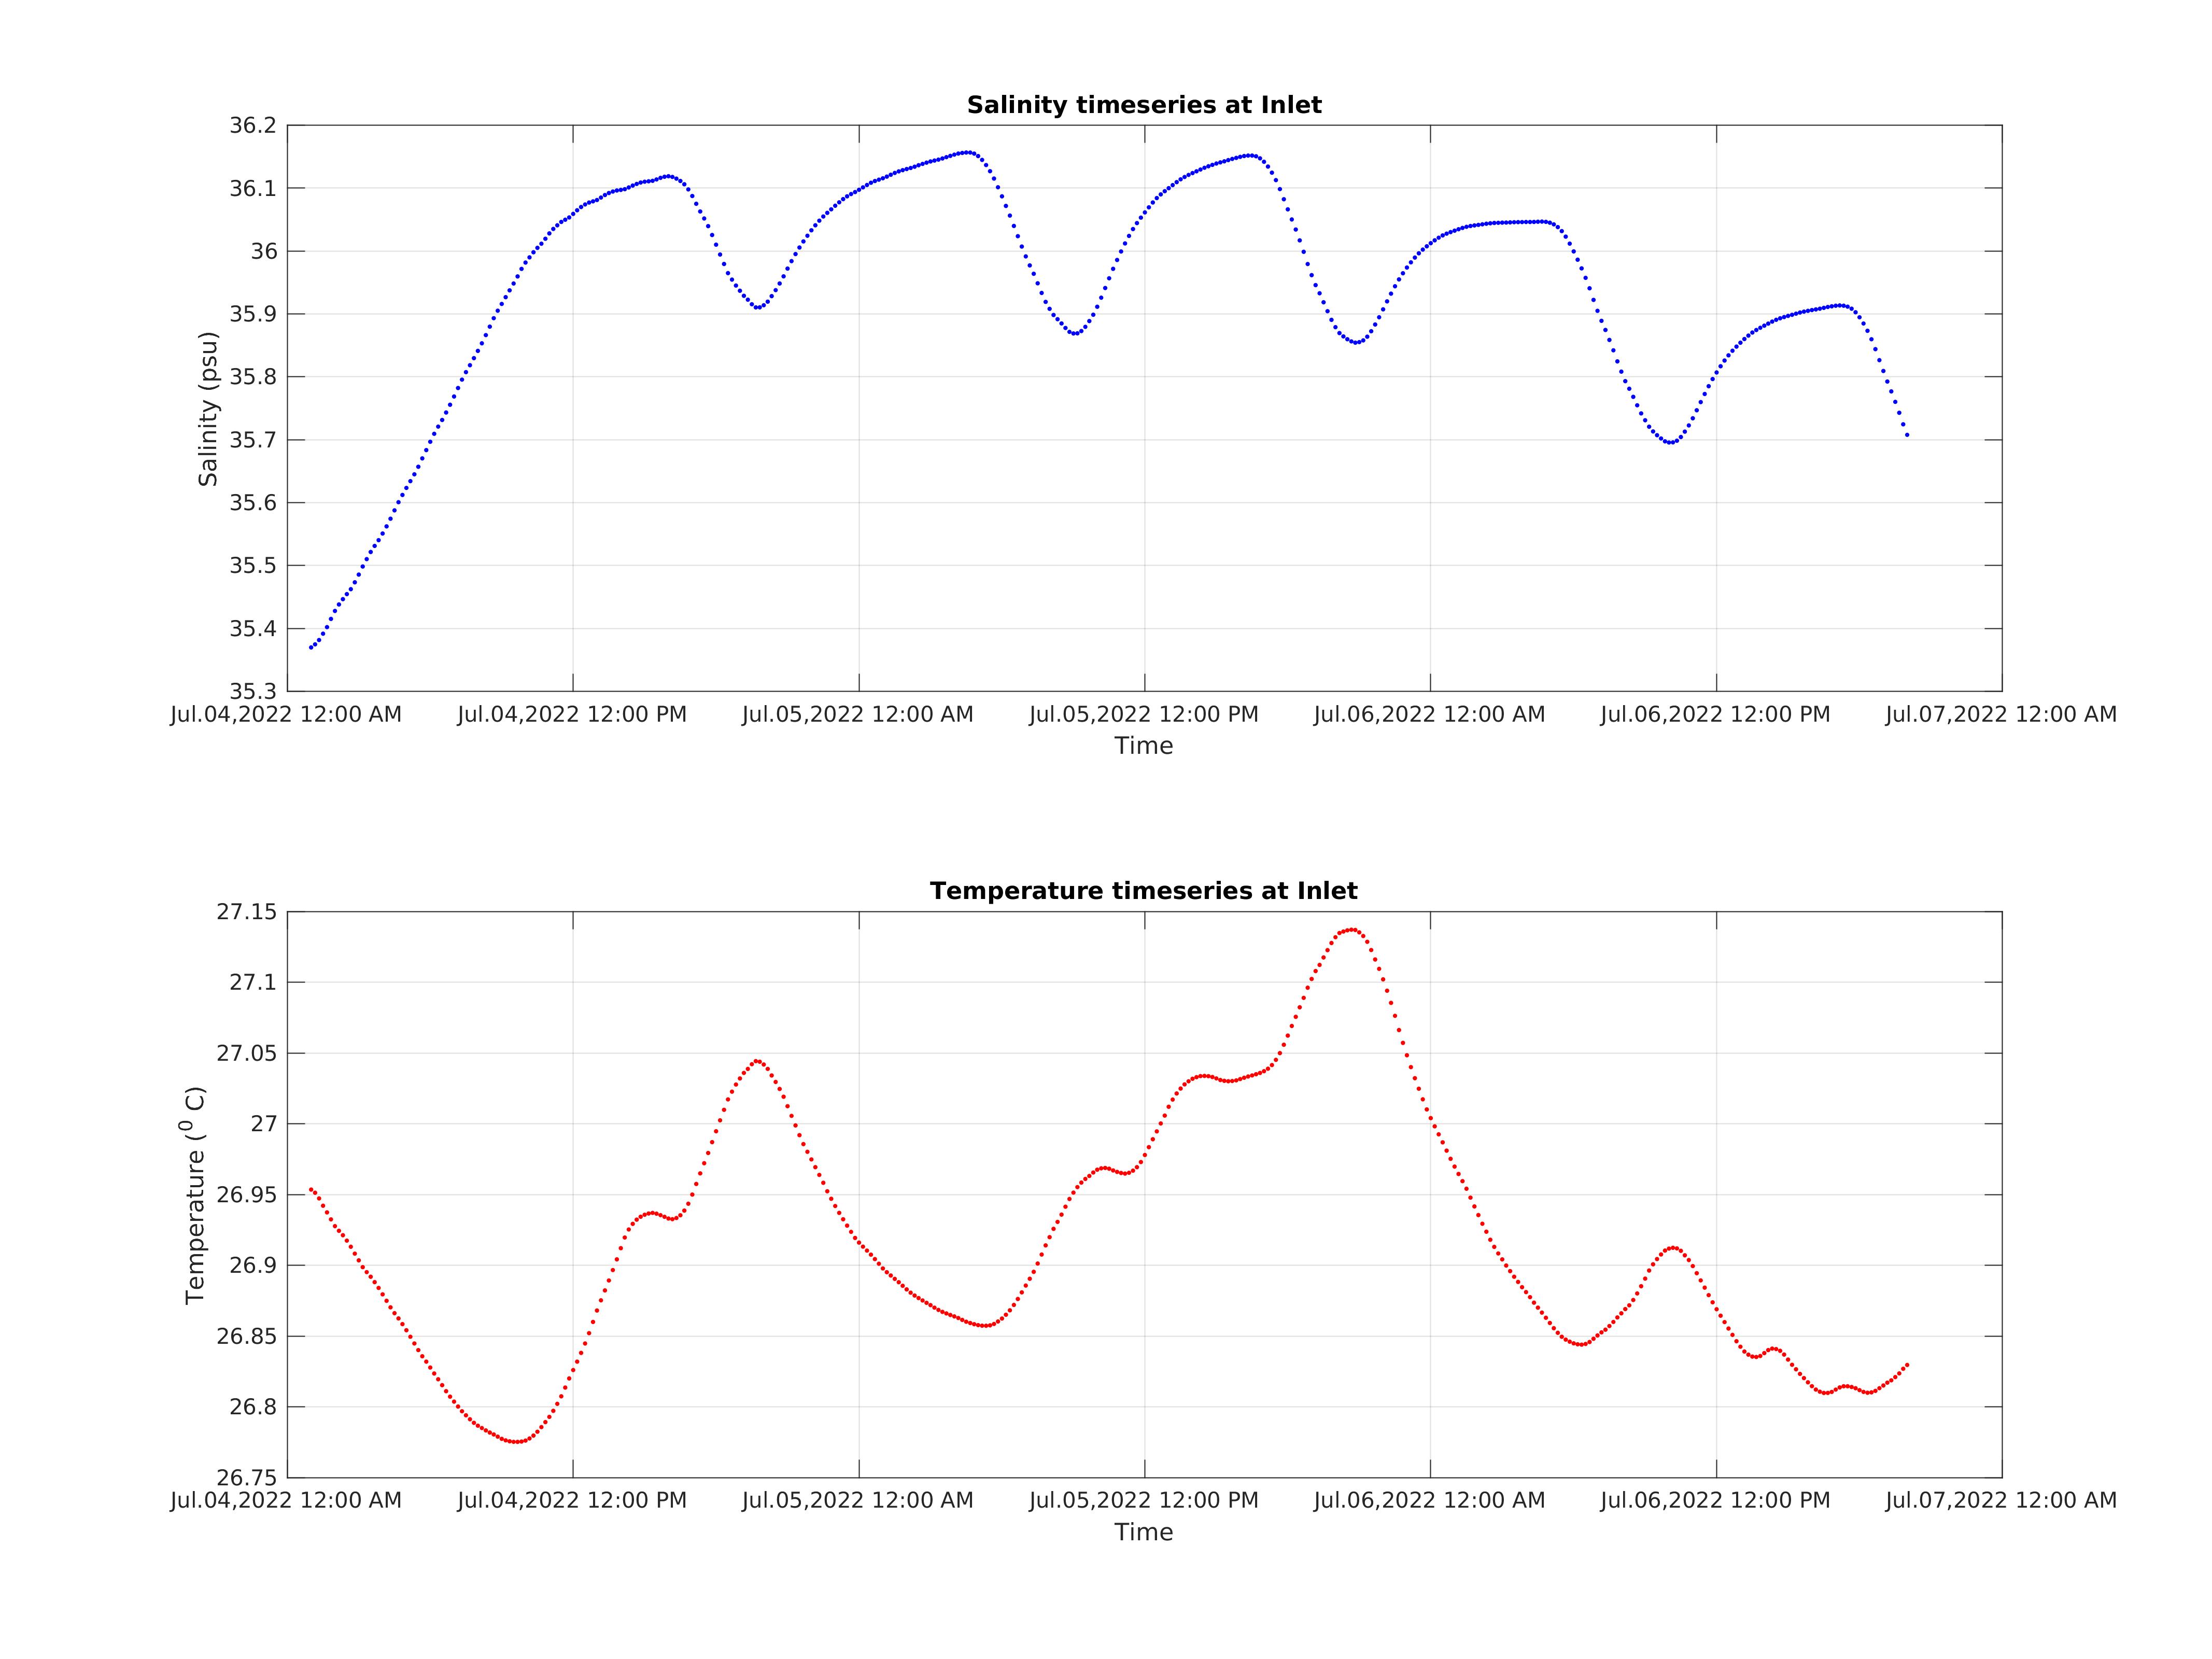 Salinity timeseries at Inlet
36.2
36.1
36
35.9
35.8
35.7
35.6
35.5
35.4
35.3
Salinity (psu)
Jul.04,2022 12:00 AM Jul.04,2022 12:00 PM Jul.05,2022 12:00 AM Jul.05,2022 12:00 PM Jul.06,2022 12:00 AM Jul.06,2022 12:00 PM Jul.07,2022 12:00 AM
Time
Temperature timeseries at Inlet
27.15
27.1
27.05
27
26.95
26.9
26.85
26.8
26.75
Temperature (⁰ C)
Jul.04,2022 12:00 AM Jul.04,2022 12:00 PM Jul.05,2022 12:00 AM Jul.05,2022 12:00 PM Jul.06,2022 12:00 AM Jul.06,2022 12:00 PM Jul.07,2022 12:00 AM
Time